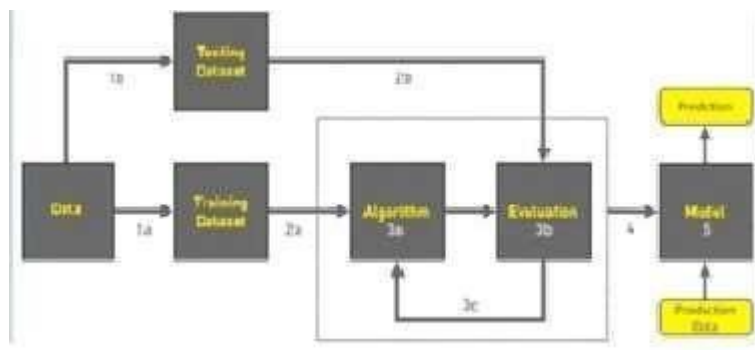 Testing
Dataset
1b
2b
Prediction
Data
1a
Training
Dataset
2a
Algorithm
3a
Evaluation
3b
4
Model
5
3c
Production
Data